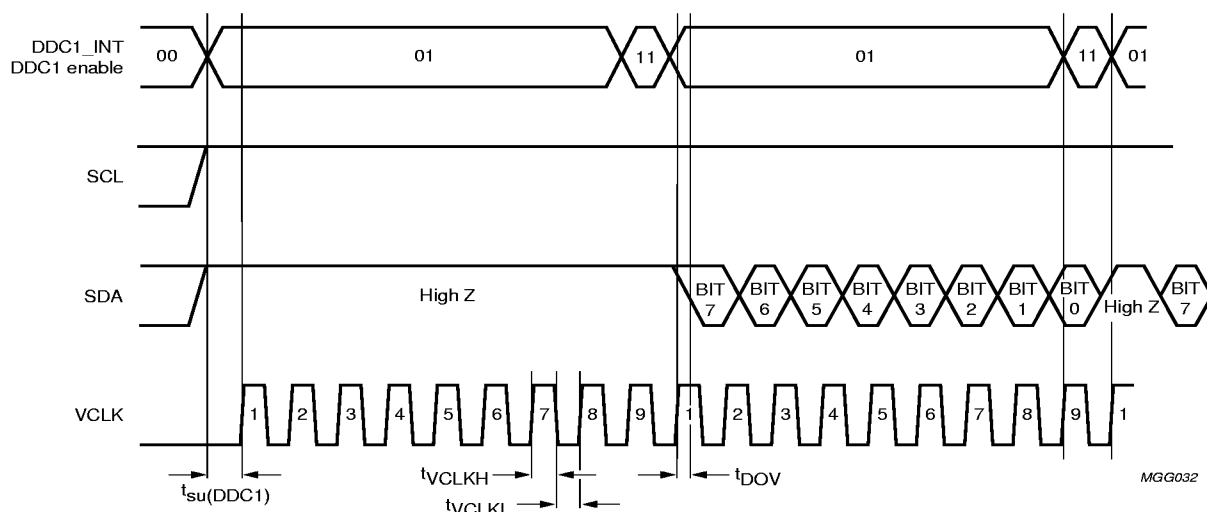 DDC1_INT
DDC1 enable
00 01 11 01 11 01
SCL
SDA
High Z BIT 7 BIT 6 BIT 5 BIT 4 BIT 3 BIT 2 BIT 1 BIT 0 High Z BIT 7
VCLK
1 2 3 4 5 6 7 8 9 1 2 3 4 5 6 7 8 9 1
tsu(DDC1)
tVCLKH
tVCLKL
tDOV
MGG032